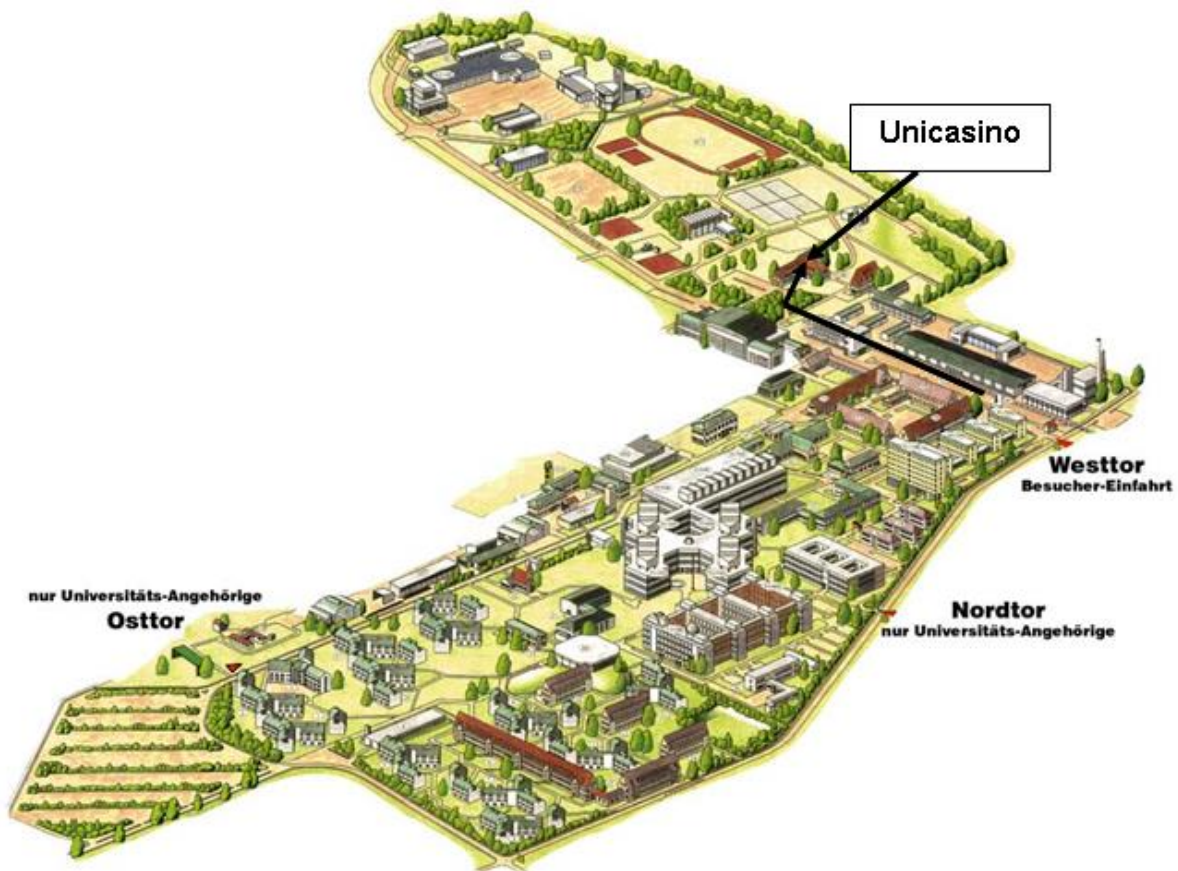 Unicasino
Westtor
Besucher-Einfahrt
nur Universitäts-Angehörige
Osttor
Nordtor
nur Universitäts-Angehörige